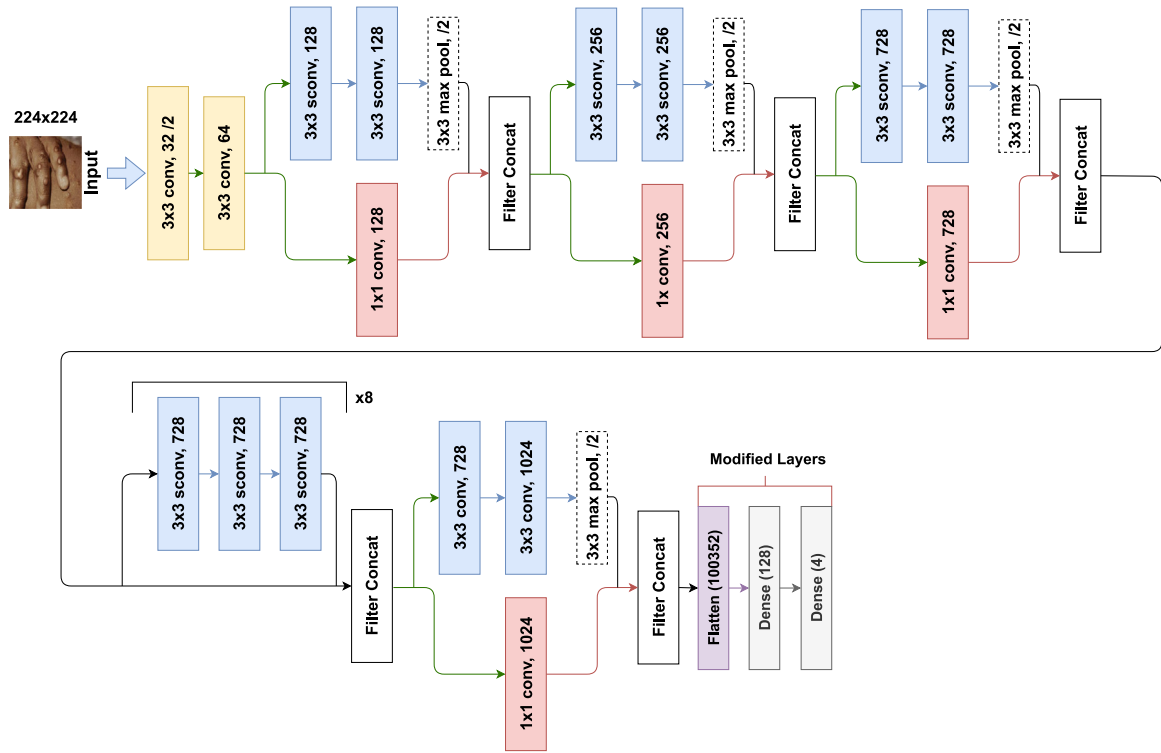 224x224
Input
3x3 conv, 32 /2
3x3 conv, 64
3x3 sconv, 128
3x3 sconv, 128
3x3 max pool, /2
1x1 conv, 128
Filter Concat
3x3 sconv, 256
3x3 sconv, 256
3x3 max pool, /2
1x conv, 256
Filter Concat
3x3 sconv, 728
3x3 sconv, 728
3x3 max pool, /2
1x1 conv, 728
Filter Concat
3x3 sconv, 728
3x3 sconv, 728
3x3 sconv, 728
x8
Filter Concat
3x3 conv, 728
3x3 conv, 1024
3x3 max pool, /2
1x1 conv, 1024
Filter Concat
Modified Layers
Flatten (100352)
Dense (128)
Dense (4)